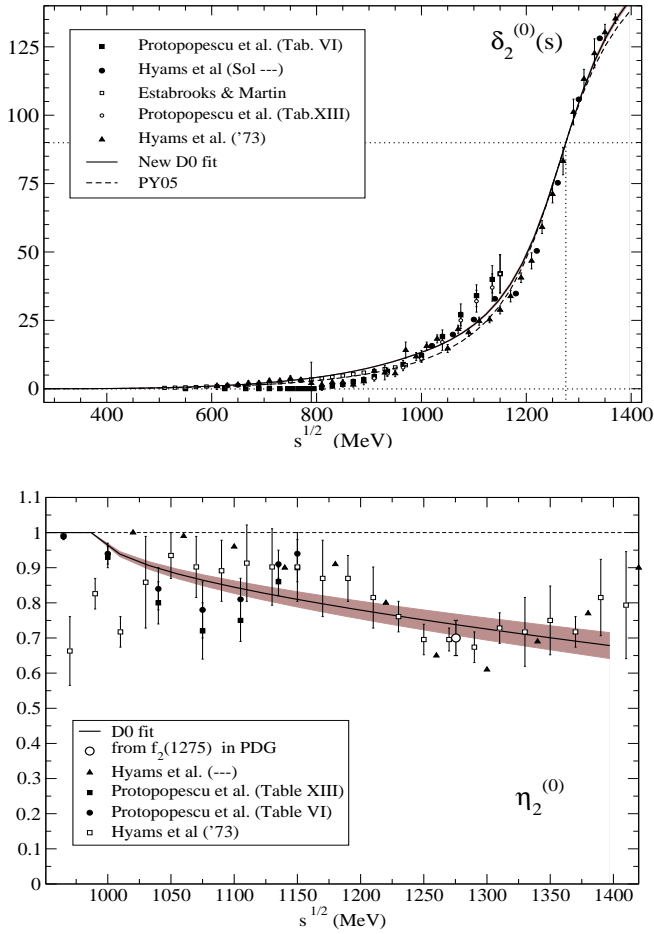 125
100
75
50
25
0
Protopopescu et al. (Tab. VI)
Hyams et al (Sol ---)
Estabrooks & Martin
Protopopescu et al. (Tab.XIII)
Hyams et al. ('73)
New D0 fit
PY05
δ2(0)(s)
400 600 800 1000 1200 1400
s1/2 (MeV)
1.1
1
0.9
0.8
0.7
0.6
0.5
0.4
0.3
0.2
0.1
0
D0 fit
from f2(1275) in PDG
Hyams et al. (---)
Protopopescu et al. (Table XIII)
Protopopescu et al. (Table VI)
Hyams et al ('73)
η2(0)
1000 1050 1100 1150 1200 1250 1300 1350 1400
s1/2 (MeV)